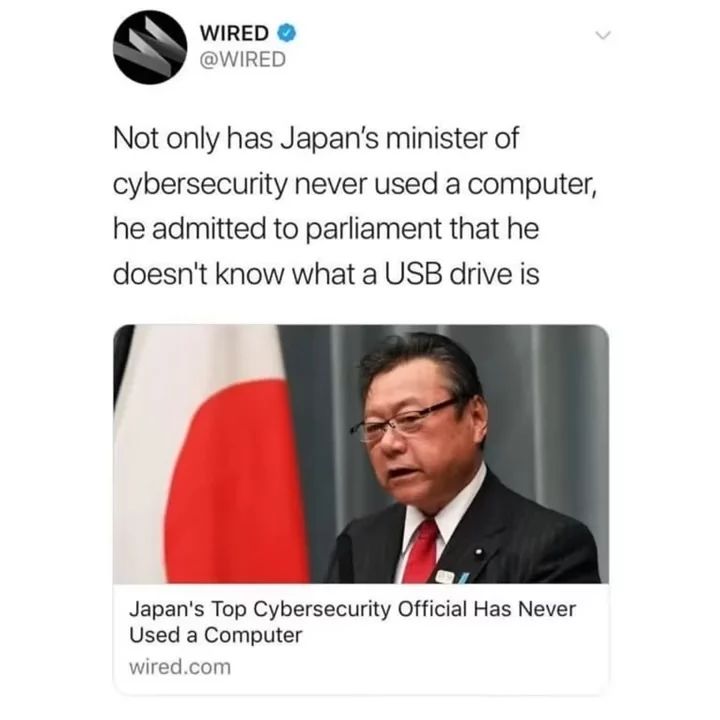 WIRED
@WIRED
Not only has Japan's minister of
cybersecurity never used a computer,
he admitted to parliament that he
doesn't know what a USB drive is
Japan's Top Cybersecurity Official Has Never
Used a Computer
wired.com